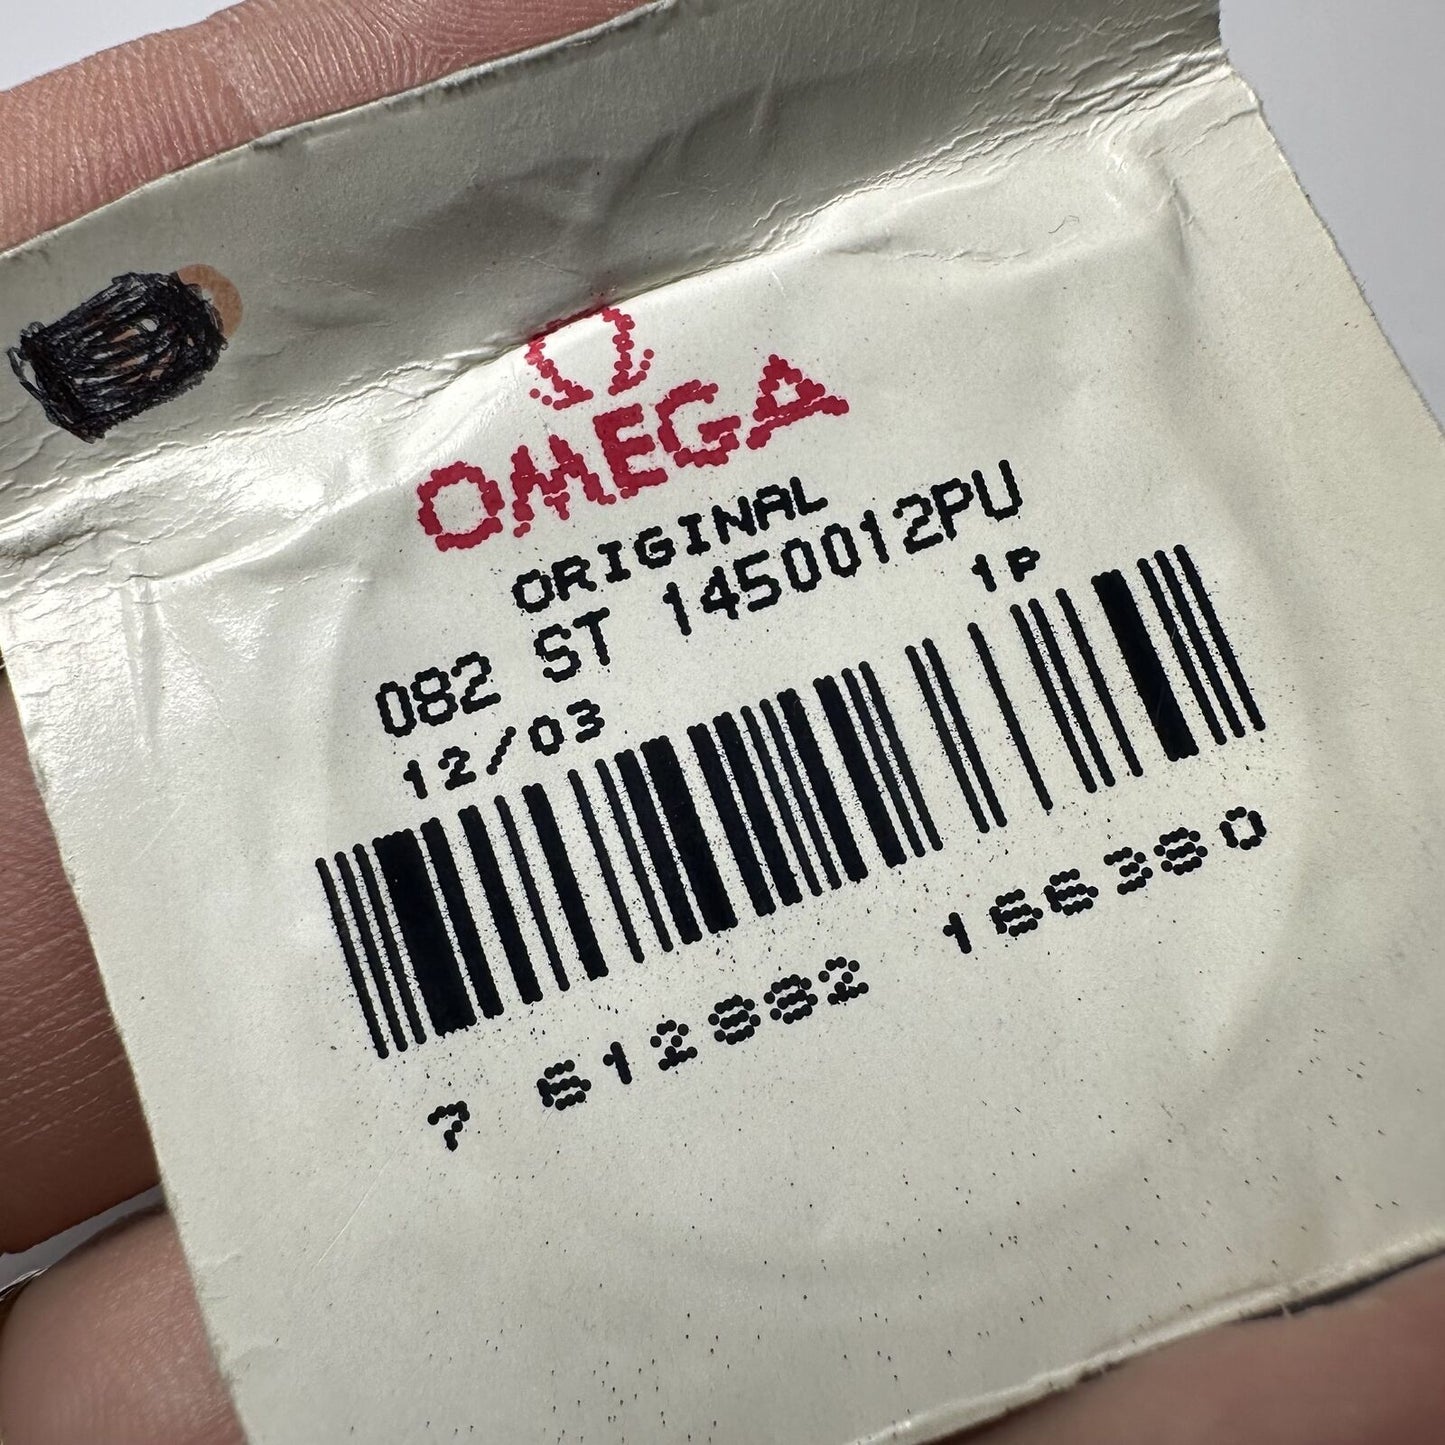 Ω
OMEGA
ORIGINAL
082 ST 1450012PU
12/03 1P
7 612882 166380